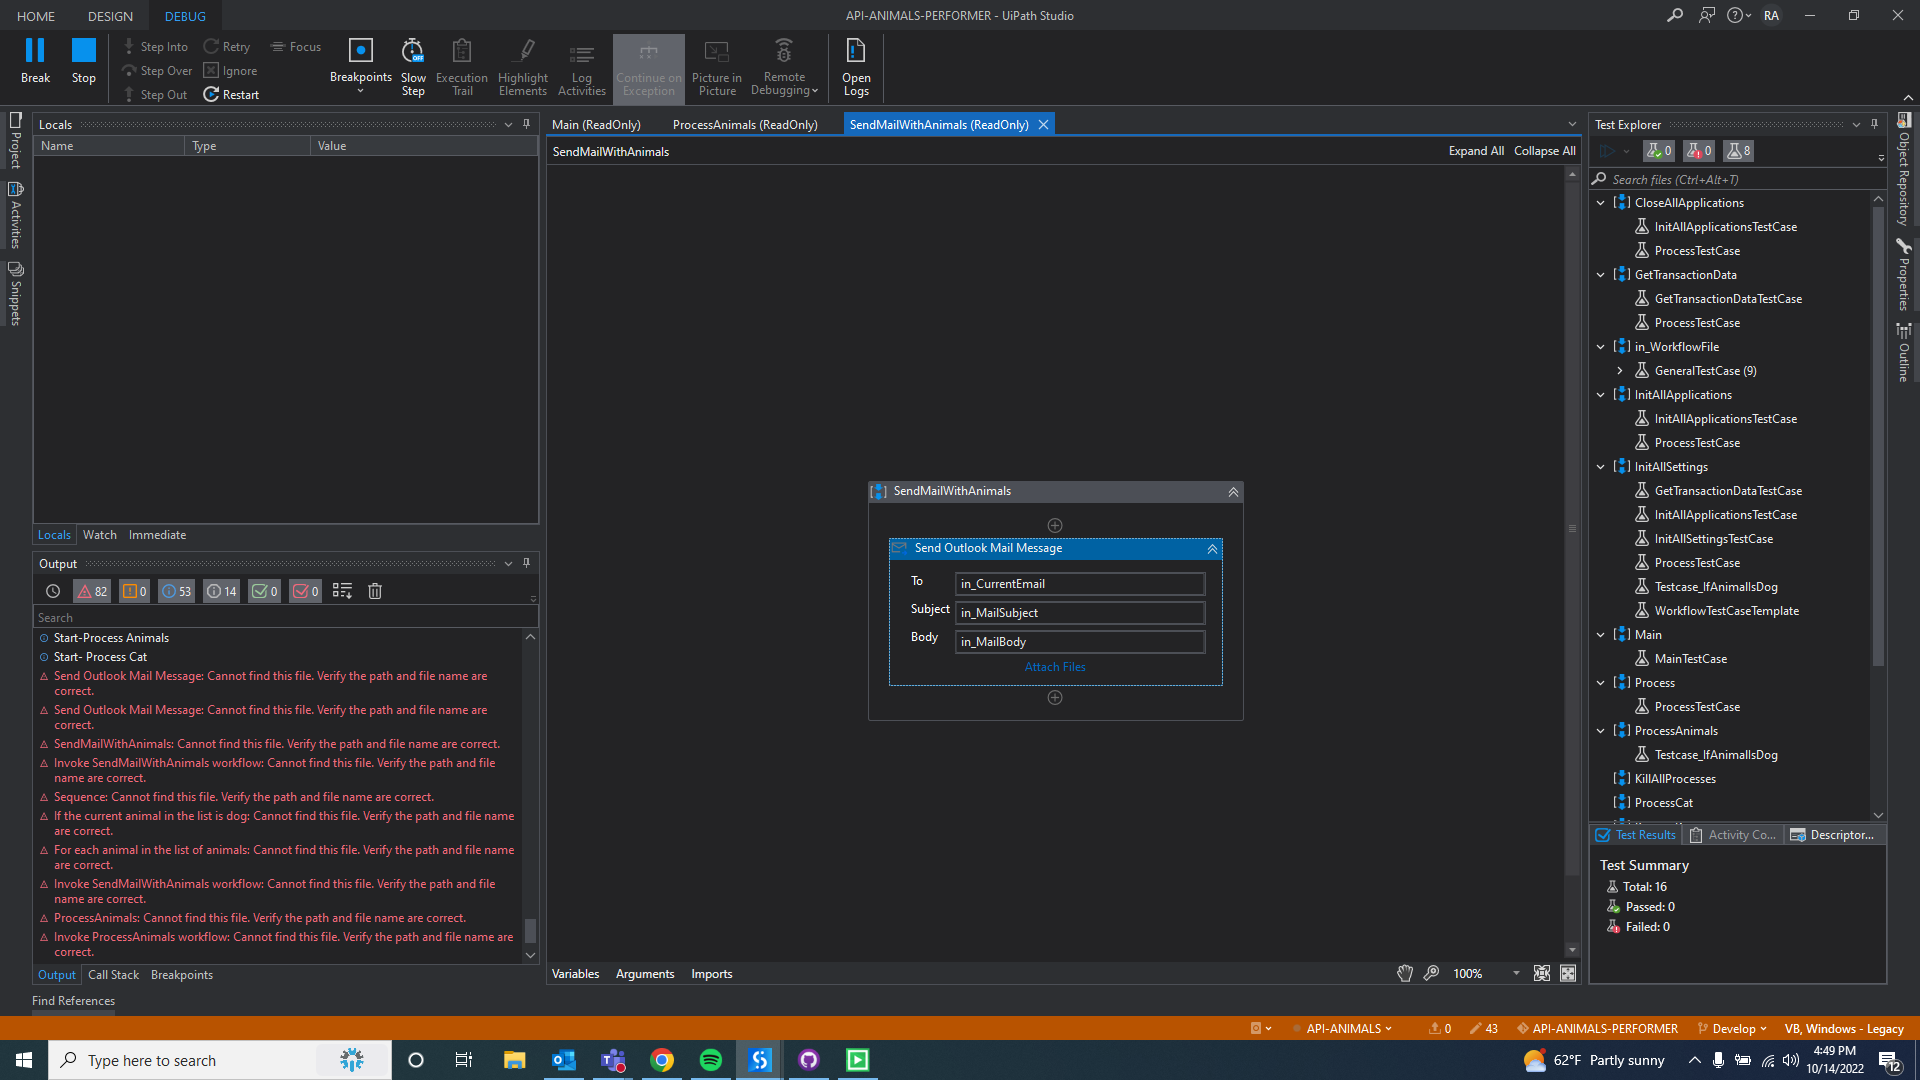 HOME DESIGN DEBUG
API-ANIMALS-PERFORMER - UiPath Studio
RA
Break
Stop
Step Into
Step Over
Step Out
Retry
Ignore
Restart
Focus
Breakpoints
Slow
Step
Execution
Trail
Highlight
Elements
Log
Activities
Continue on
Exception
Picture in
Picture
Remote
Debugging
Open
Logs
Project
Activities
Snippets
Locals
Name Type Value
Locals Watch Immediate
Output
82 0 53 14 0 0
Search
Start-Process Animals
Start- Process Cat
Send Outlook Mail Message: Cannot find this file. Verify the path and file name are
correct.
Send Outlook Mail Message: Cannot find this file. Verify the path and file name are
correct.
SendMailWithAnimals: Cannot find this file. Verify the path and file name are correct.
Invoke SendMailWithAnimals workflow: Cannot find this file. Verify the path and file
name are correct.
Sequence: Cannot find this file. Verify the path and file name are correct.
If the current animal in the list is dog: Cannot find this file. Verify the path and file name
are correct.
For each animal in the list of animals: Cannot find this file. Verify the path and file name
are correct.
Invoke SendMailWithAnimals workflow: Cannot find this file. Verify the path and file
name are correct.
ProcessAnimals: Cannot find this file. Verify the path and file name are correct.
Invoke ProcessAnimals workflow: Cannot find this file. Verify the path and file name are
correct.
Output Call Stack Breakpoints
Find References
Main (ReadOnly) ProcessAnimals (ReadOnly) SendMailWithAnimals (ReadOnly)
SendMailWithAnimals
Expand All Collapse All
SendMailWithAnimals
Send Outlook Mail Message
To in_CurrentEmail
Subject in_MailSubject
Body in_MailBody
Attach Files
Variables Arguments Imports
100%
Test Explorer
0 0 8
Search files (Ctrl+Alt+T)
CloseAllApplications
InitAllApplicationsTestCase
ProcessTestCase
GetTransactionData
GetTransactionDataTestCase
ProcessTestCase
in_WorkflowFile
GeneralTestCase (9)
InitAllApplications
InitAllApplicationsTestCase
ProcessTestCase
InitAllSettings
GetTransactionDataTestCase
InitAllApplicationsTestCase
InitAllSettingsTestCase
ProcessTestCase
Testcase_IfAnimalIsDog
WorkflowTestCaseTemplate
Main
MainTestCase
Process
ProcessTestCase
ProcessAnimals
Testcase_IfAnimalIsDog
KillAllProcesses
ProcessCat
Test Results Activity Co... Descriptor...
Test Summary
Total: 16
Passed: 0
Failed: 0
Object Repository
Properties
Outline
API-ANIMALS 0 43 API-ANIMALS-PERFORMER Develop VB, Windows - Legacy
Type here to search
62°F Partly sunny
4:49 PM
10/14/2022
12